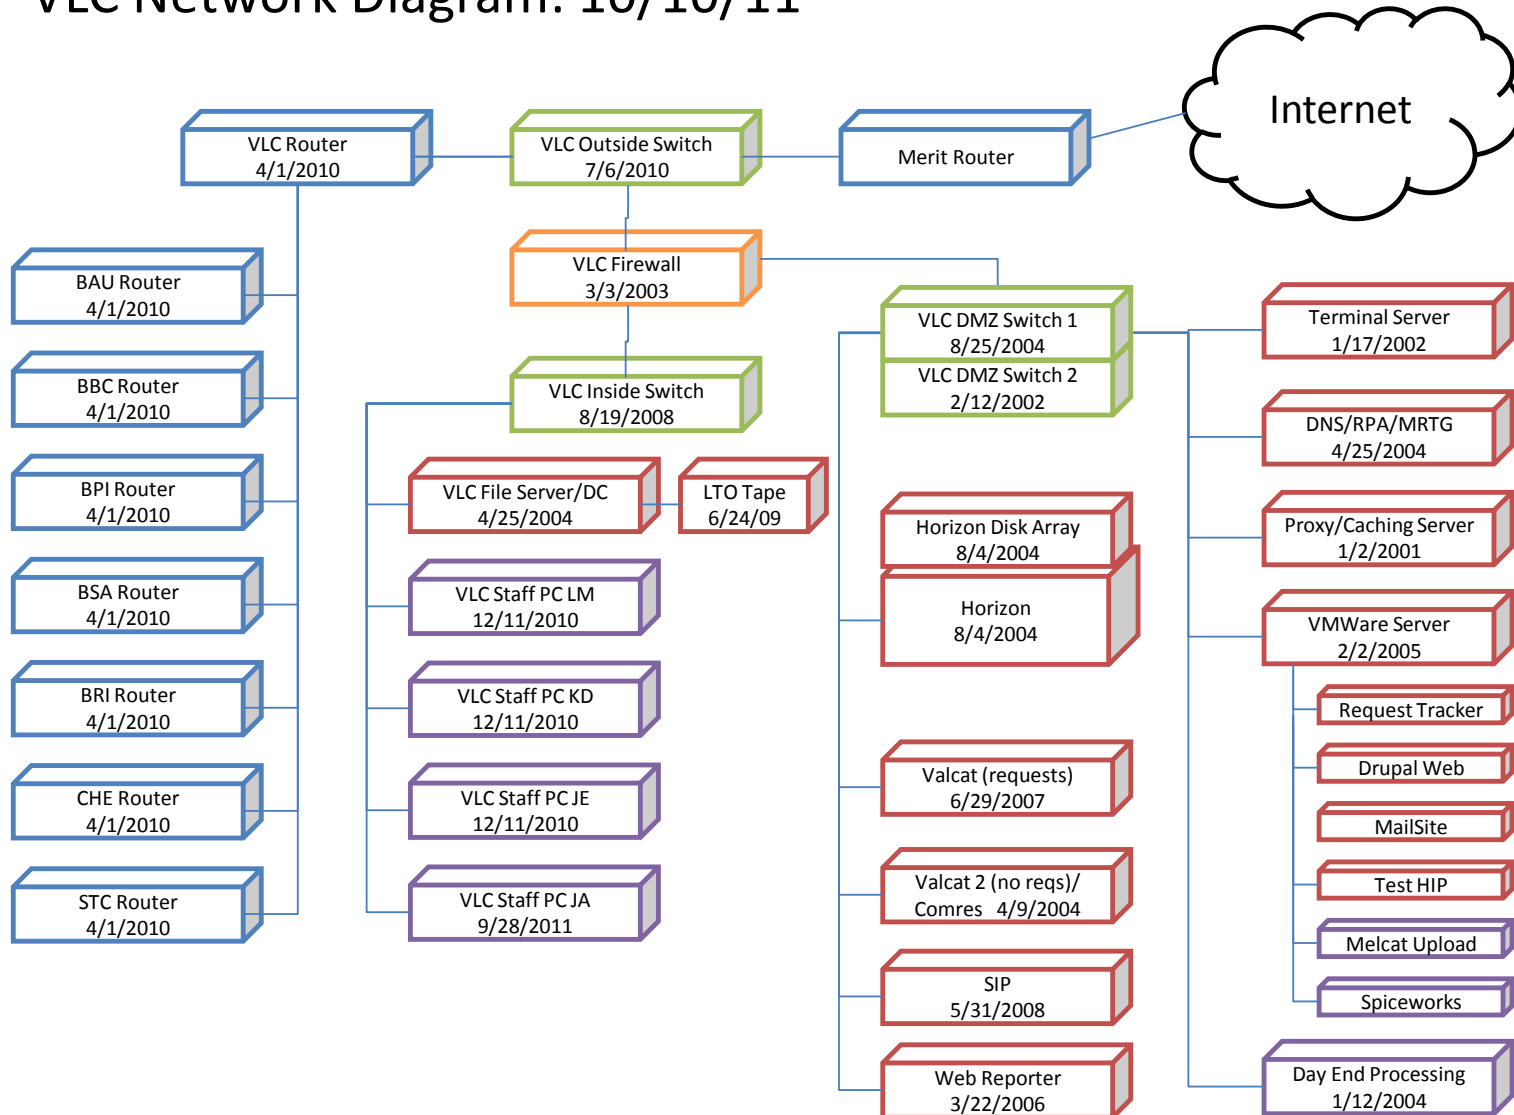 VLC Network Diagram: 10/10/11
Internet
VLC Router
4/1/2010
VLC Outside Switch
7/6/2010
Merit Router
VLC Firewall
3/3/2003
BAU Router
4/1/2010
BBC Router
4/1/2010
BPI Router
4/1/2010
BSA Router
4/1/2010
BRI Router
4/1/2010
CHE Router
4/1/2010
STC Router
4/1/2010
VLC Inside Switch
8/19/2008
VLC File Server/DC
4/25/2004
LTO Tape
6/24/09
VLC Staff PC LM
12/11/2010
VLC Staff PC KD
12/11/2010
VLC Staff PC JE
12/11/2010
VLC Staff PC JA
9/28/2011
VLC DMZ Switch 1
8/25/2004
VLC DMZ Switch 2
2/12/2002
Horizon Disk Array
8/4/2004
Horizon
8/4/2004
Valcat (requests)
6/29/2007
Valcat 2 (no reqs)/
Comres 4/9/2004
SIP
5/31/2008
Web Reporter
3/22/2006
Terminal Server
1/17/2002
DNS/RPA/MRTG
4/25/2004
Proxy/Caching Server
1/2/2001
VMWare Server
2/2/2005
Request Tracker
Drupal Web
MailSite
Test HIP
Melcat Upload
Spiceworks
Day End Processing
1/12/2004